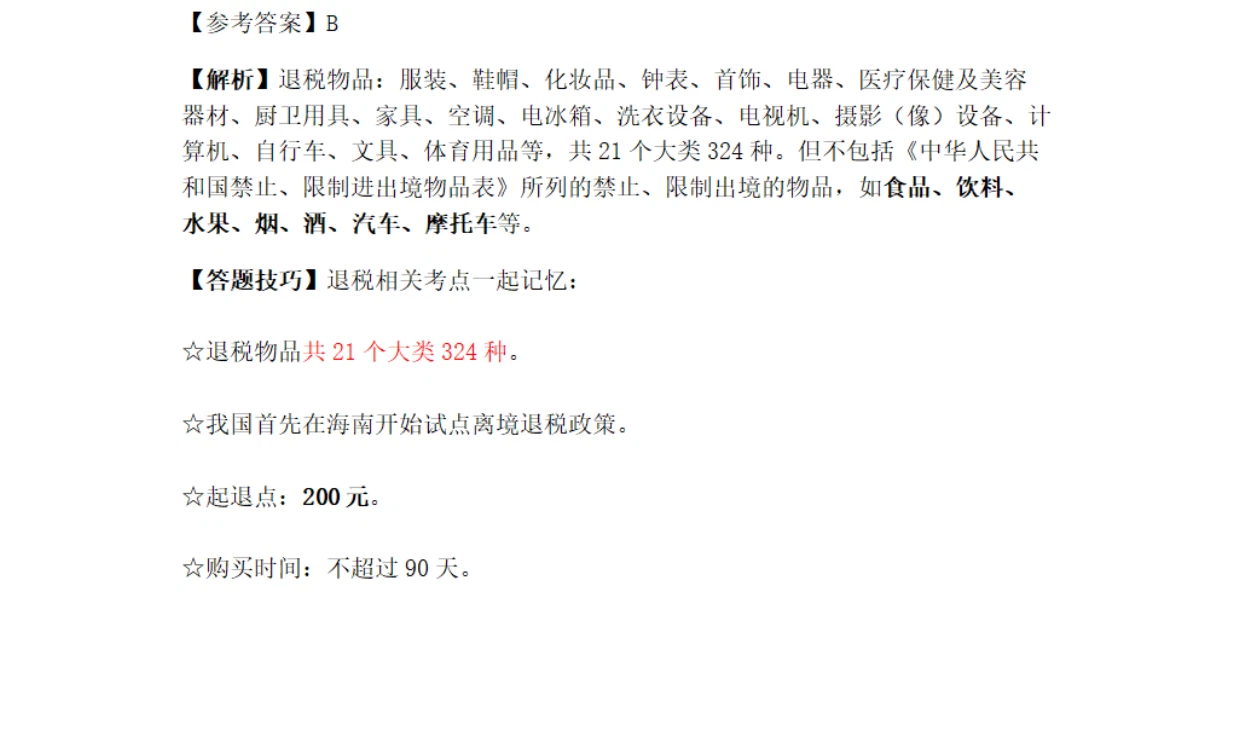 【参考答案】B
【解析】退税物品：服装、鞋帽、化妆品、钟表、首饰、电器、医疗保健及美容
器材、厨卫用具、家具、空调、电冰箱、洗衣设备、电视机、摄影（像）设备、计
算机、自行车、文具、体育用品等，共 21 个大类 324 种。但不包括《中华人民共
和国禁止、限制进出境物品表》所列的禁止、限制出境的物品，如食品、饮料、
水果、烟、酒、汽车、摩托车等。
【答题技巧】退税相关考点一起记忆：
☆退税物品共 21 个大类 324 种。
☆我国首先在海南开始试点离境退税政策。
☆起退点：200 元。
☆购买时间：不超过 90 天。